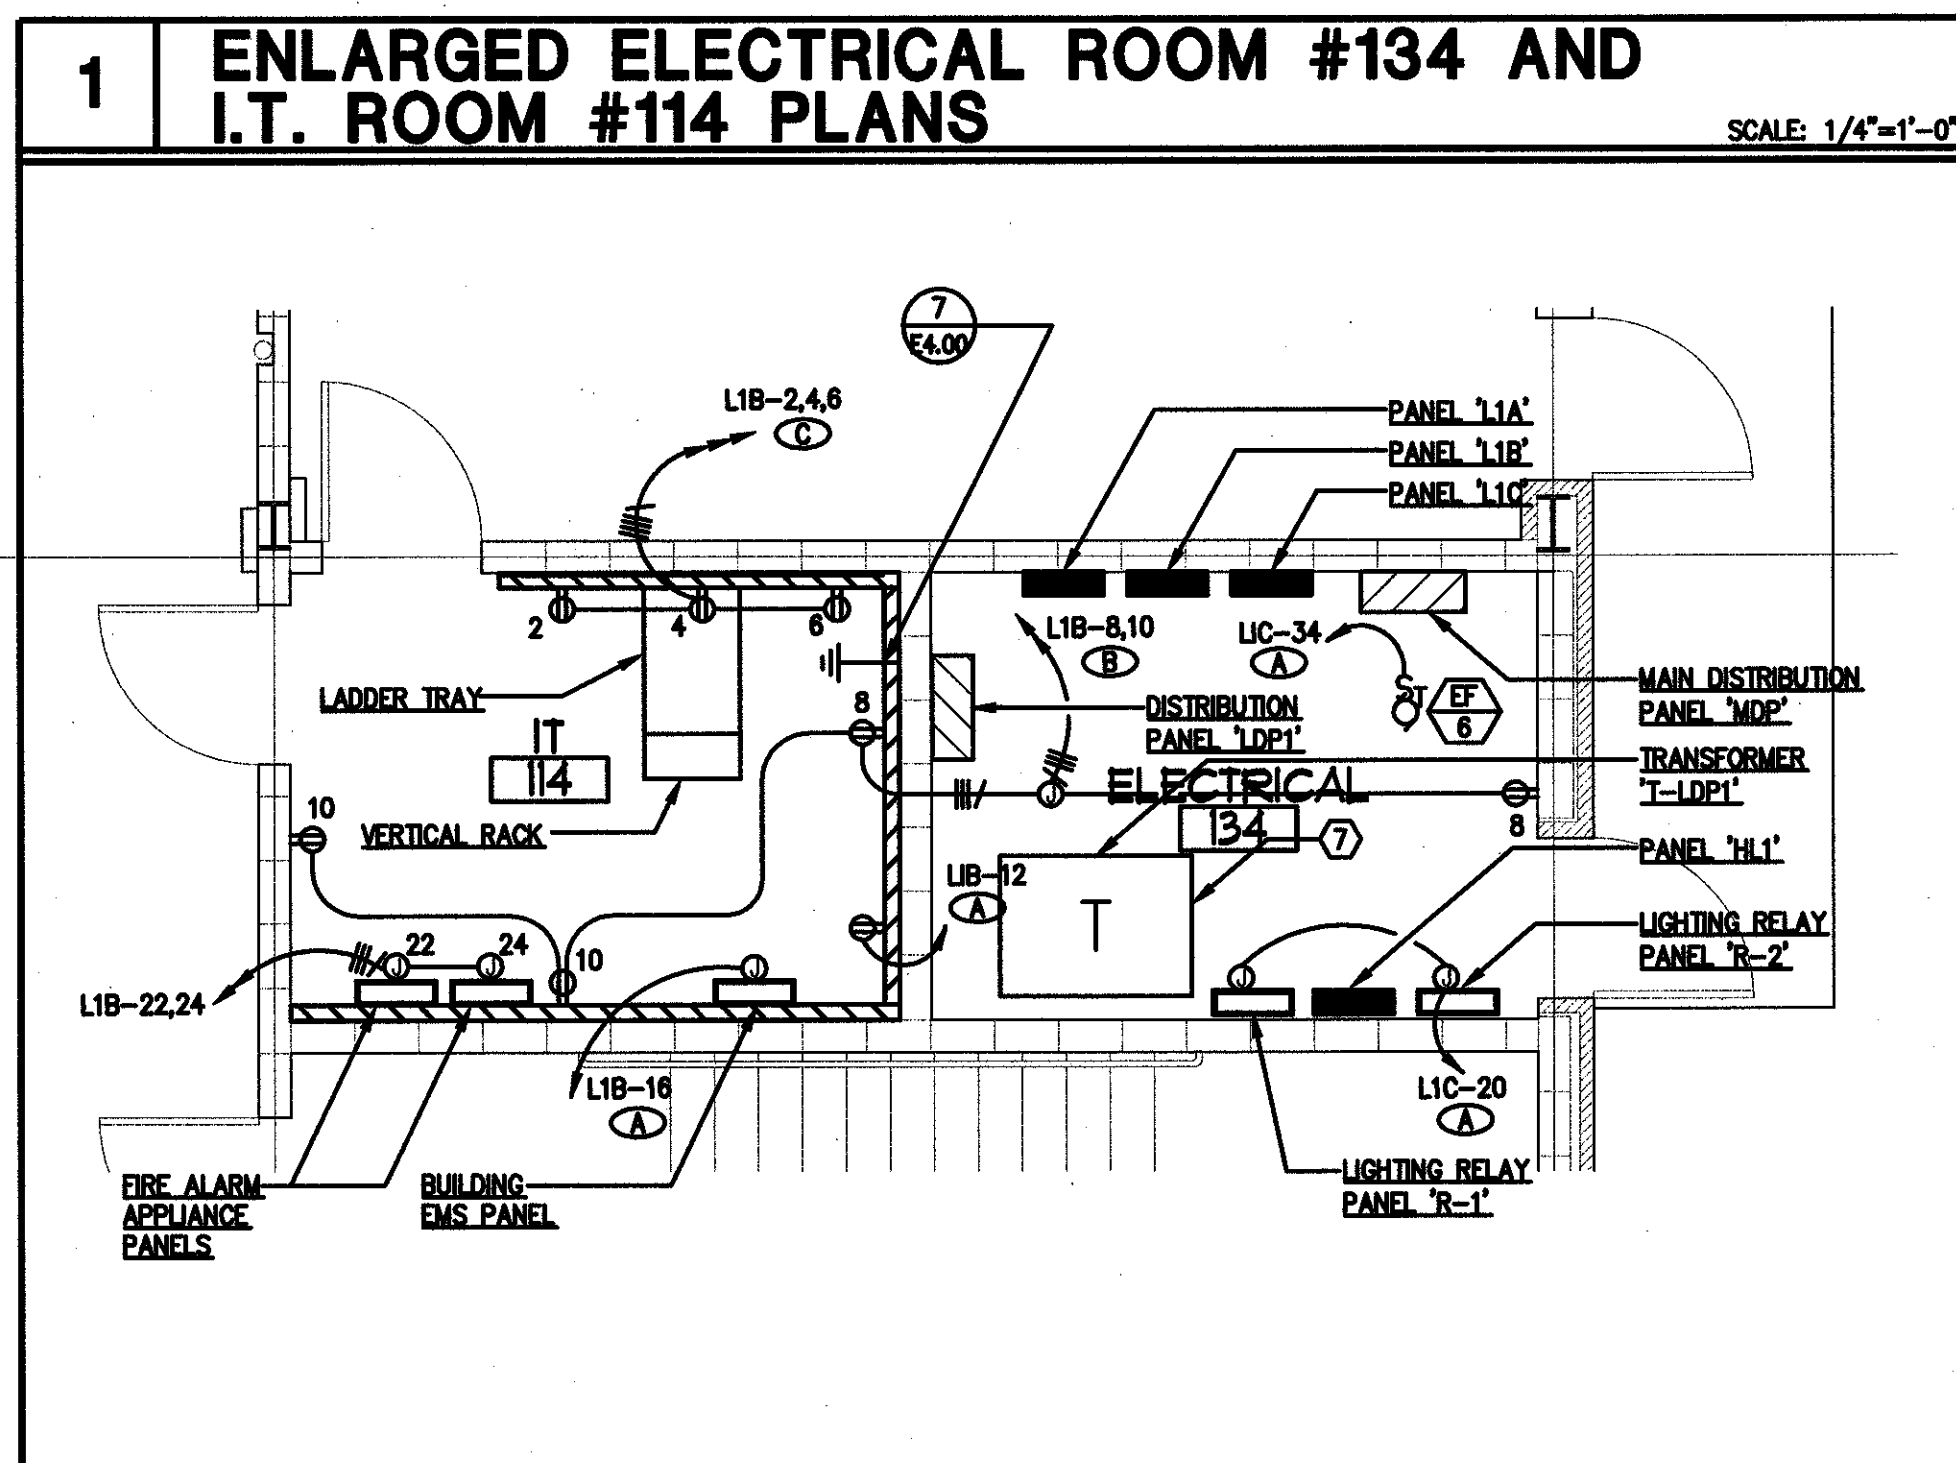 1
ENLARGED ELECTRICAL ROOM #134 AND
I.T. ROOM #114 PLANS
SCALE: 1/4"=1'-0"
7
E4.00
L1B-2,4,6
C
PANEL 'L1A'
PANEL 'L1B'
PANEL 'L1C'
2
4
6
L1B-8,10
B
L1C-34
A
LADDER TRAY
IT
114
8
DISTRIBUTION
PANEL 'LDP1'
ST
EF
6
MAIN DISTRIBUTION
PANEL 'MDP'
TRANSFORMER
'T-LDP1'
J
ELECTRICAL
134
7
8
10
VERTICAL RACK
PANEL 'HL1'
L1B-12
A
T
LIGHTING RELAY
PANEL 'R-2'
J
22
J
24
10
J
J
J
L1B-22,24
L1B-16
A
L1C-20
A
FIRE ALARM
APPLIANCE
PANELS
BUILDING
EMS PANEL
LIGHTING RELAY
PANEL 'R-1'